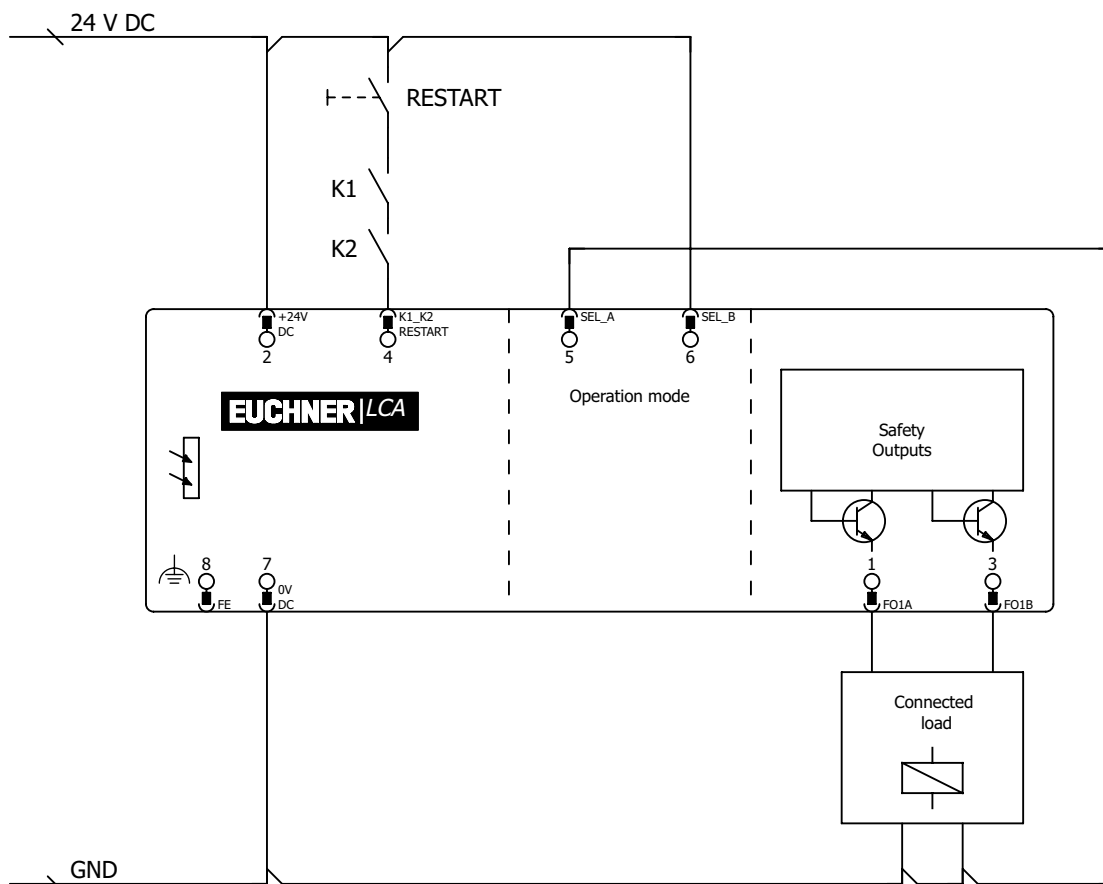 24 V DC
RESTART
K1
K2
+24V
DC
2
K1_K2
RESTART
4
SEL_A
5
SEL_B
6
Operation mode
EUCHNER|LCA
Safety
Outputs
8
FE
7
0V
DC
1
FO1A
3
FO1B
Connected
load
GND